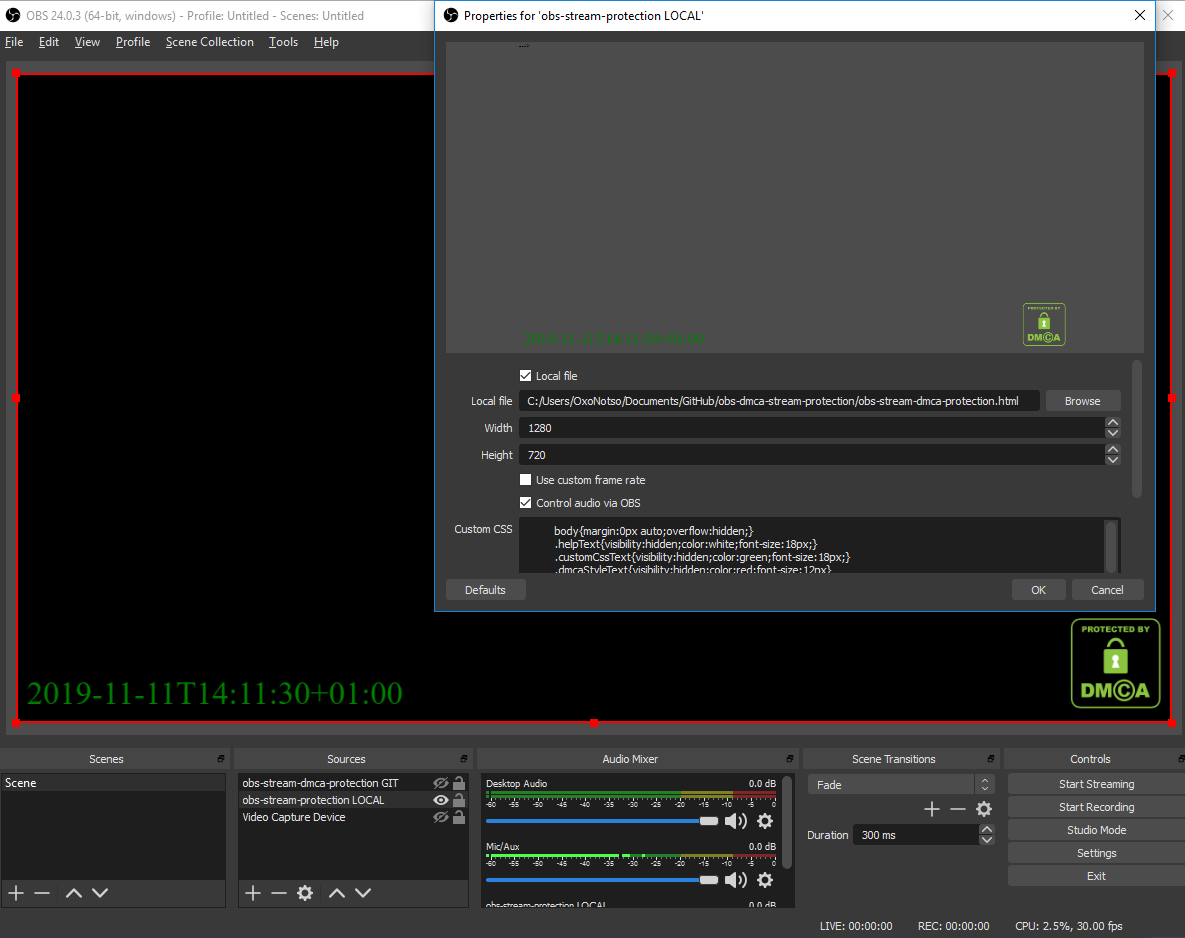 OBS 24.0.3 (64-bit, windows) - Profile: Untitled - Scenes: Untitled
File Edit View Profile Scene Collection Tools Help
Properties for 'obs-stream-protection LOCAL'
PROTECTED BY
DMCA
Local file
Local file C:/Users/OxoNotso/Documents/GitHub/obs-dmca-stream-protection/obs-stream-dmca-protection.html Browse
Width 1280
Height 720
Use custom frame rate
Control audio via OBS
Custom CSS
body{margin:0px auto;overflow:hidden;}
.helpText{visibility:hidden;color:white;font-size:18px;}
.customCssText{visibility:hidden;color:green;font-size:18px;}
.dmcaStyleText{visibility:hidden;color:red;font-size:12px}
Defaults OK Cancel
2019-11-11T14:11:30+01:00
PROTECTED BY
DMCA
Scenes
Scene
Sources
obs-stream-dmca-protection GIT
obs-stream-protection LOCAL
Video Capture Device
Audio Mixer
Desktop Audio 0.0 dB
-60 -55 -50 -45 -40 -35 -30 -25 -20 -15 -10 -5 0
Mic/Aux 0.0 dB
-60 -55 -50 -45 -40 -35 -30 -25 -20 -15 -10 -5 0
obs-stream-protection LOCAL 0.0 dB
Scene Transitions
Fade
Duration 300 ms
Controls
Start Streaming
Start Recording
Studio Mode
Settings
Exit
LIVE: 00:00:00 REC: 00:00:00 CPU: 2.5%, 30.00 fps